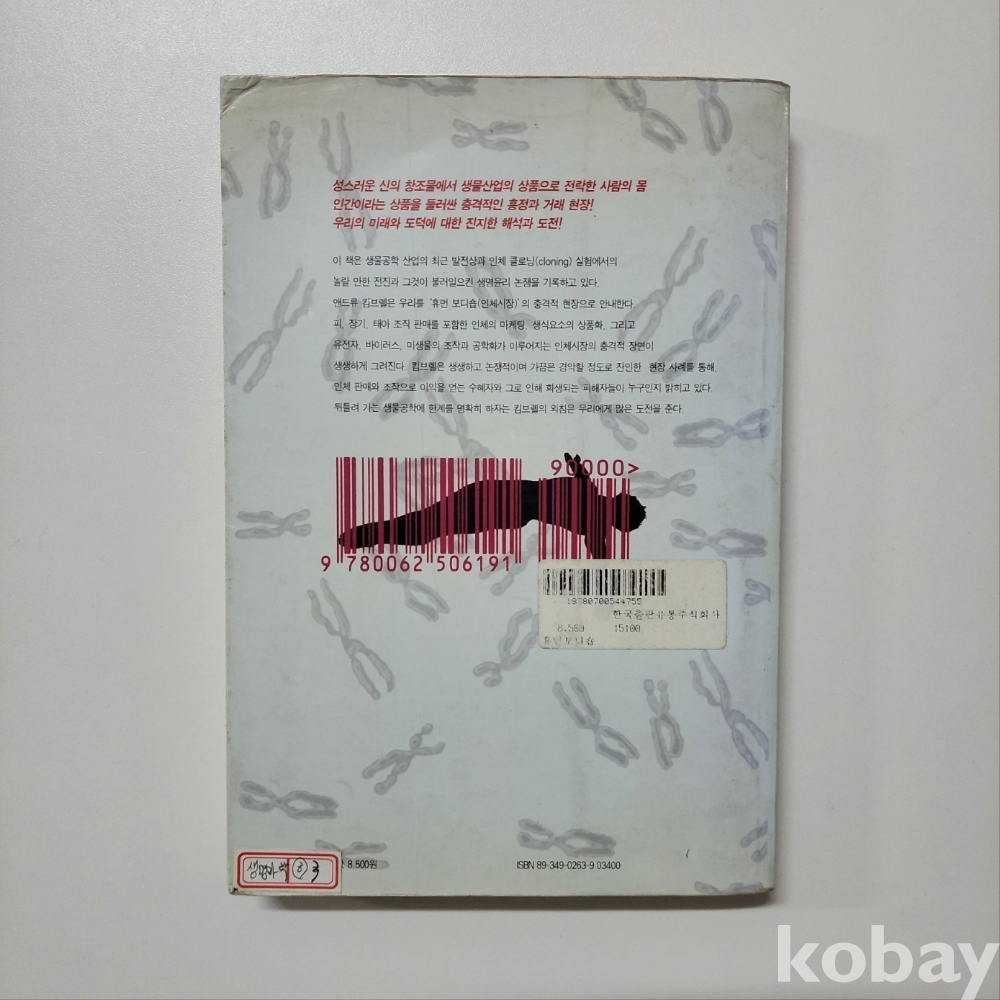 성스러운 신의 창조물에서 생물산업의 상품으로 전락한 사람의 몸
인간이라는 상품을 둘러싼 충격적인 흥정과 거래 현장!
우리의 미래와 도덕에 대한 진지한 해석과 도전!
이 책은 생물공학 산업의 최근 발전상과 인체 클로닝(cloning) 실험에서의
놀랄 만한 전진과 그것이 불러일으킨 생명윤리 논쟁을 기록하고 있다.
앤드류 킴브렐은 우리를 '휴먼 보디숍(인체시장)'의 충격적 현장으로 안내한다.
피, 장기, 태아 조직 판매를 포함한 인체의 마케팅, 생식요소의 상품화, 그리고
유전자, 바이러스, 미생물의 조작과 공학화가 이루어지는 인체시장의 충격적 장면이
생생하게 그려진다. 킴브렐은 생생하고 논쟁적이며 가끔은 경악할 정도로 잔인한 현장 사례를 통해,
인체 판매와 조작으로 이익을 얻는 수혜자와 그로 인해 희생되는 피해자들이 누구인지 밝히고 있다.
뒤틀려 가는 생물공학에 한계를 명확히 하자는 킴브렐의 외침은 우리에게 많은 도전을 준다.
90000>
9 780062 506191
19780700544755
한국출판유통주식회사
8.500 15100
휴먼보디숍
생명과학 ③ 3
8,500원
ISBN 89-349-0263-9 03400
kobay